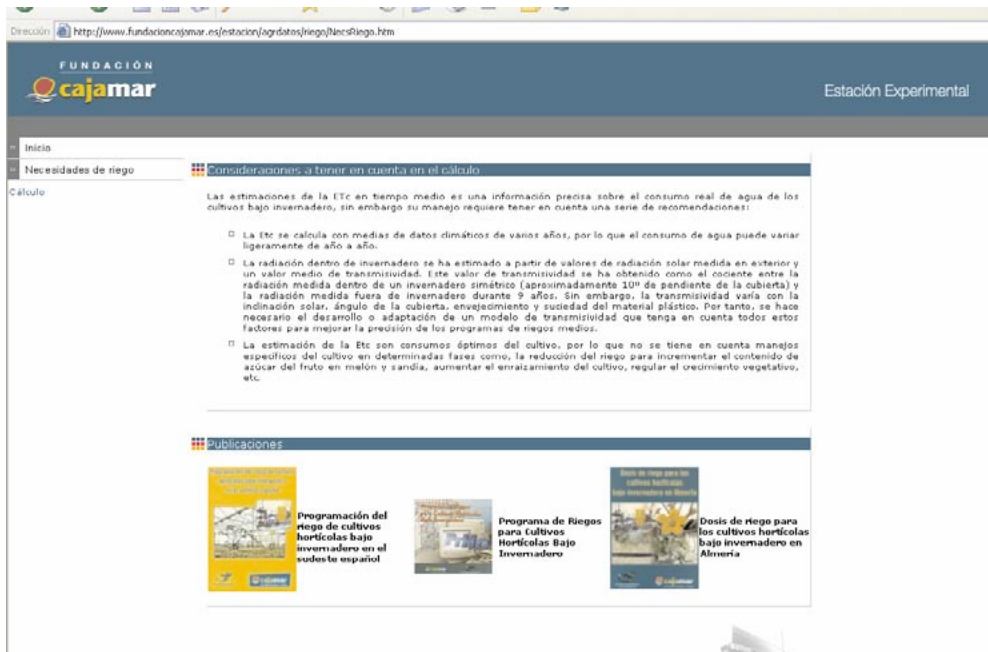 Dirección http://www.fundacioncajamar.es/estacion/agrdatos/riego/NecsRiego.htm
FUNDACIÓN
cajamar
Estación Experimental
Inicio
Necesidades de riego
Cálculo
Consideraciones a tener en cuenta en el cálculo
Las estimaciones de la ETc en tiempo medio es una información precisa sobre el consumo real de agua de los
cultivos bajo invernadero, sin embargo su manejo requiere tener en cuenta una serie de recomendaciones:
La Etc se calcula con medias de datos climáticos de varios años, por lo que el consumo de agua puede variar
ligeramente de año a año.
La radiación dentro de invernadero se ha estimado a partir de valores de radiación solar medida en exterior y
un valor medio de transmisividad. Este valor de transmisividad se ha obtenido como el cociente entre la
radiación medida dentro de un invernadero simétrico (aproximadamente 10º de pendiente de la cubierta) y
la radiación medida fuera de invernadero durante 9 años. Sin embargo, la transmisividad varía con la
inclinación solar, ángulo de la cubierta, envejecimiento y suciedad del material plástico. Por tanto, se hace
necesario el desarrollo o adaptación de un modelo de transmisividad que tenga en cuenta todos estos
factores para mejorar la precisión de los programas de riegos medios.
La estimación de la Etc son consumos óptimos del cultivo, por lo que no se tiene en cuenta manejos
específicos del cultivo en determinadas fases como, la reducción del riego para incrementar el contenido de
azúcar del fruto en melón y sandía, aumentar el enraizamiento del cultivo, regular el crecimiento vegetativo,
etc.
Publicaciones
Programación del
riego de cultivos
hortícolas bajo
invernadero en el
sudeste español
Programa de Riegos
para Cultivos
Hortícolas Bajo
Invernadero
Dosis de riego para los
cultivos hortícolas
bajo invernadero en Almería
cajamar
Dosis de riego para
los cultivos hortícolas
bajo invernadero en
Almería